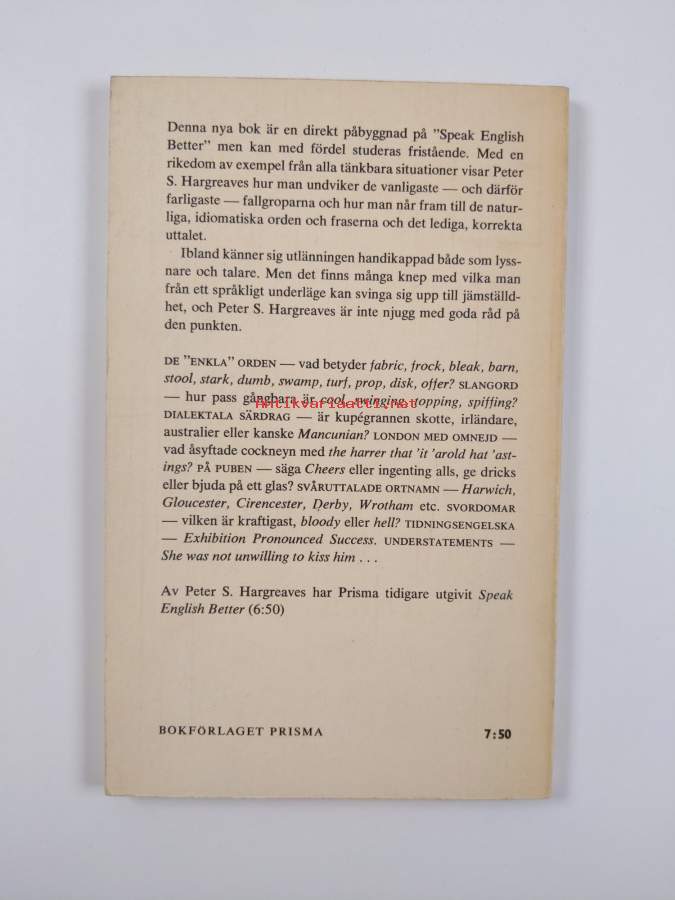 Denna nya bok är en direkt påbyggnad på "Speak English
Better" men kan med fördel studeras fristående. Med en
rikedom av exempel från alla tänkbara situationer visar Peter
S. Hargreaves hur man undviker de vanligaste — och därför
farligaste — fallgroparna och hur man når fram till de natur-
liga, idiomatiska orden och fraserna och det lediga, korrekta
uttalet.
Ibland känner sig utlänningen handikappad både som lyss-
nare och talare. Men det finns många knep med vilka man
från ett språkligt underläge kan svinga sig upp till jämställd-
het, och Peter S. Hargreaves är inte njugg med goda råd på
den punkten.
DE "ENKLA" ORDEN — vad betyder fabric, frock, bleak, barn,
stool, stark, dumb, swamp, turf, prop, disk, offer? SLANGORD
— hur pass gångbara är cool, swinging, topping, spiffing?
Antikvariaatti.net
DIALEKTALA SÄRDRAG — är kupégrannen skotte, irländare,
australier eller kanske Mancunian? LONDON MED OMNEJD —
vad åsyftade cockneyn med the harrer that 'it 'arold hat 'ast-
ings? PÅ PUBEN — säga Cheers eller ingenting alls, ge dricks
eller bjuda på ett glas? SVÅRUTTALADE ORTNAMN — Harwich,
Gloucester, Cirencester, Derby, Wrotham etc. SVORDOMAR
— vilken är kraftigast, bloody eller hell? TIDNINGSENGELSKA
— Exhibition Pronounced Success. UNDERSTATEMENTS —
She was not unwilling to kiss him . . .
Av Peter S. Hargreaves har Prisma tidigare utgivit Speak
English Better (6:50)
BOKFÖRLAGET PRISMA
7:50